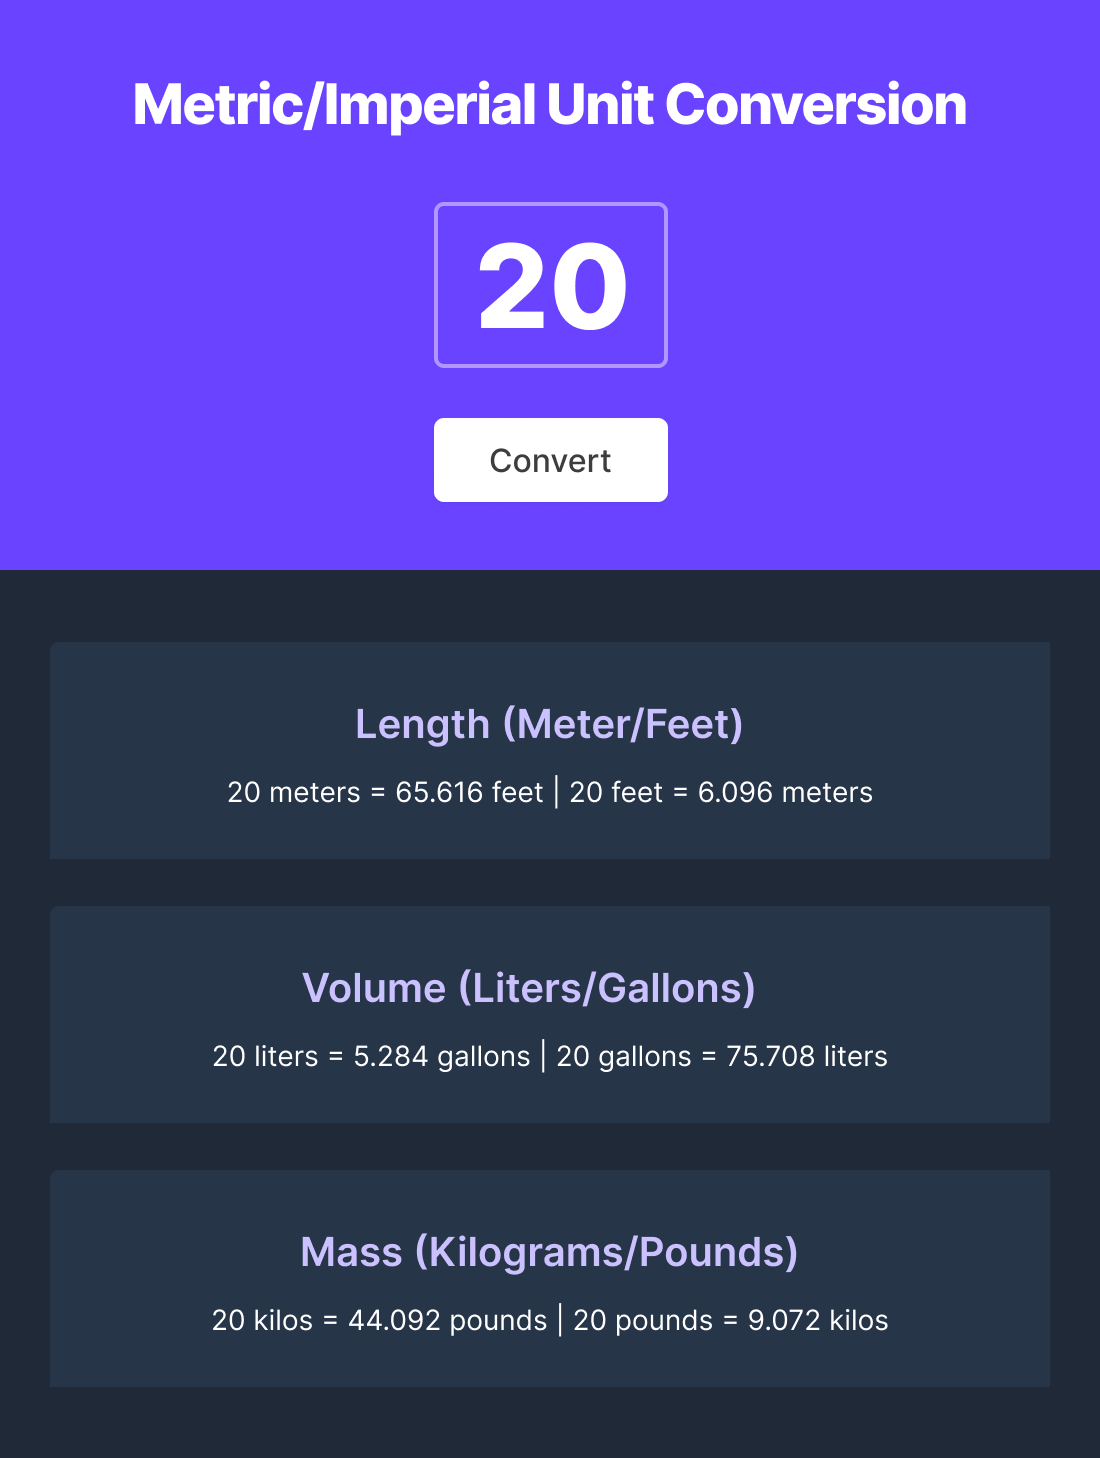 Metric/Imperial Unit Conversion
20
Convert
Length (Meter/Feet)
20 meters = 65.616 feet | 20 feet = 6.096 meters
Volume (Liters/Gallons)
20 liters = 5.284 gallons | 20 gallons = 75.708 liters
Mass (Kilograms/Pounds)
20 kilos = 44.092 pounds | 20 pounds = 9.072 kilos